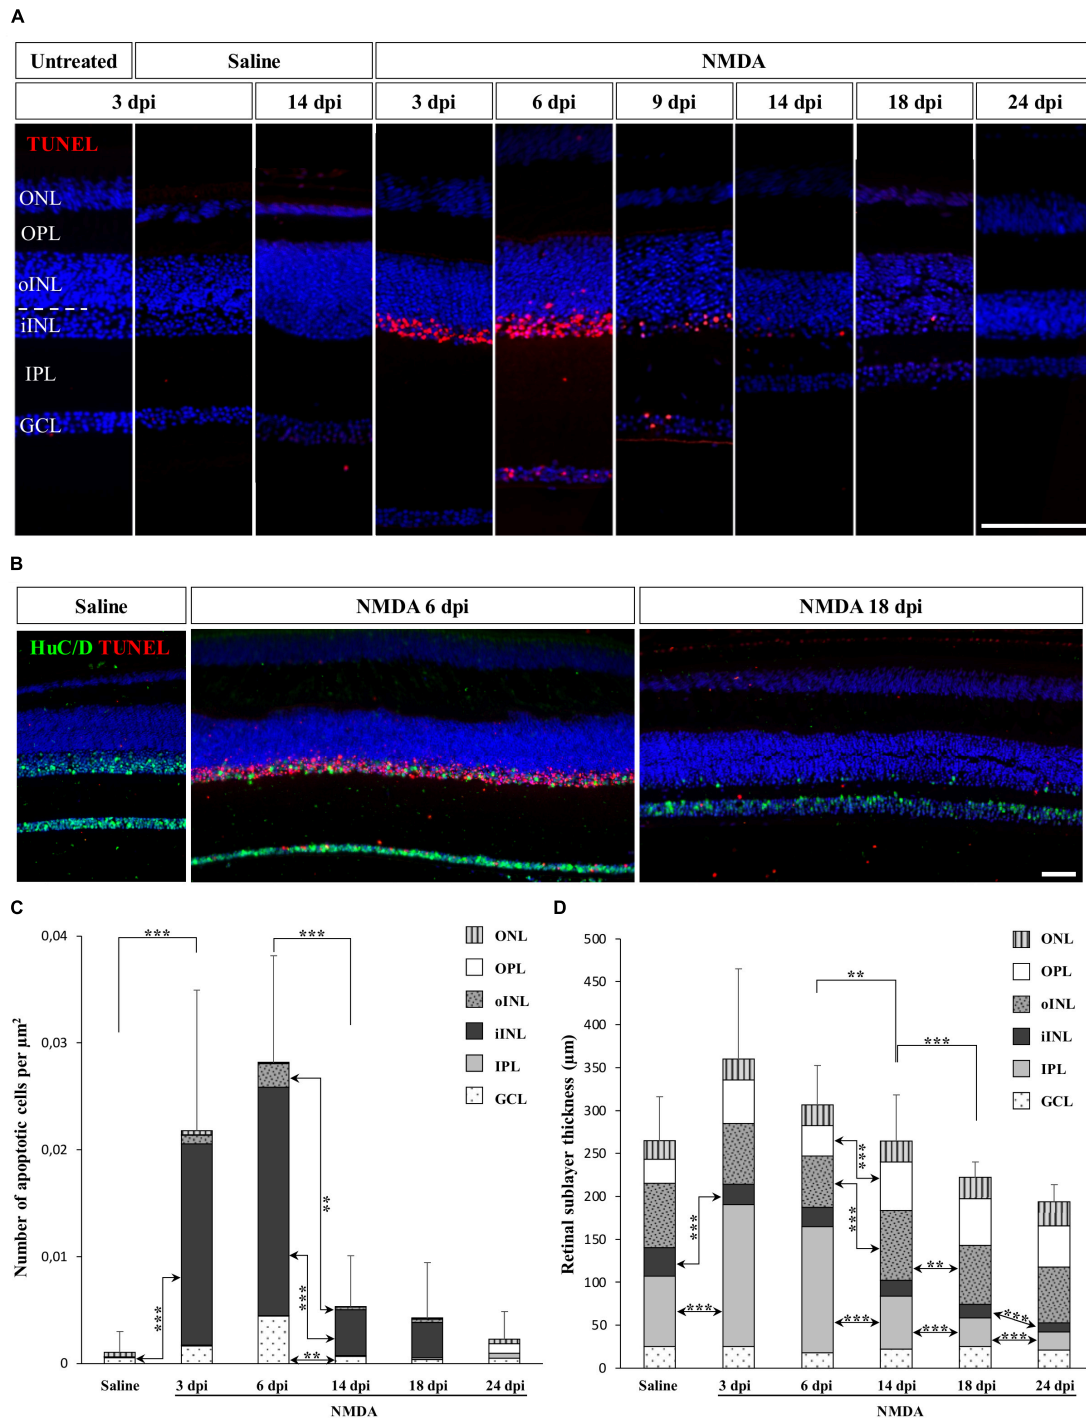 A
Untreated Saline NMDA
3 dpi 14 dpi 3 dpi 6 dpi 9 dpi 14 dpi 18 dpi 24 dpi
TUNEL
ONL
OPL
oINL
iINL
IPL
GCL
B
Saline NMDA 6 dpi NMDA 18 dpi
HuC/D TUNEL
C
Number of apoptotic cells per µm²
0,04
0,03
0,02
0,01
0
***
***
***
**
***
**
ONL
OPL
oINL
iINL
IPL
GCL
Saline 3 dpi 6 dpi 14 dpi 18 dpi 24 dpi
NMDA
D
Retinal sublayer thickness (µm)
500
450
400
350
300
250
200
150
100
50
0
**
***
***
***
***
***
***
**
***
***
***
ONL
OPL
oINL
iINL
IPL
GCL
Saline 3 dpi 6 dpi 14 dpi 18 dpi 24 dpi
NMDA